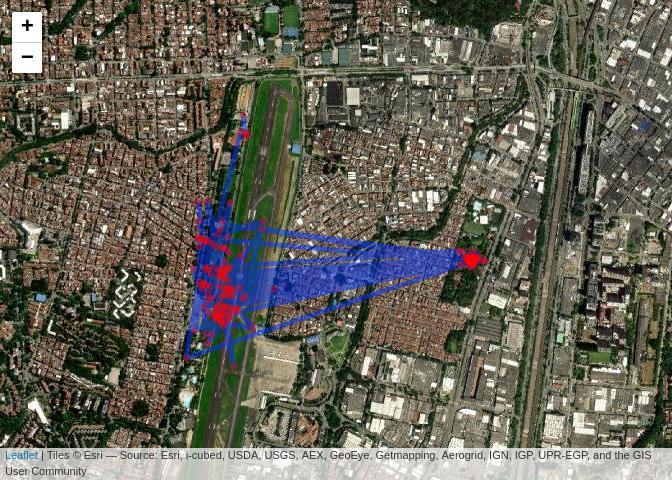 +
−
Leaflet | Tiles © Esri — Source: Esri, i-cubed, USDA, USGS, AEX, GeoEye, Getmapping, Aerogrid, IGN, IGP, UPR-EGP, and the GIS
User Community